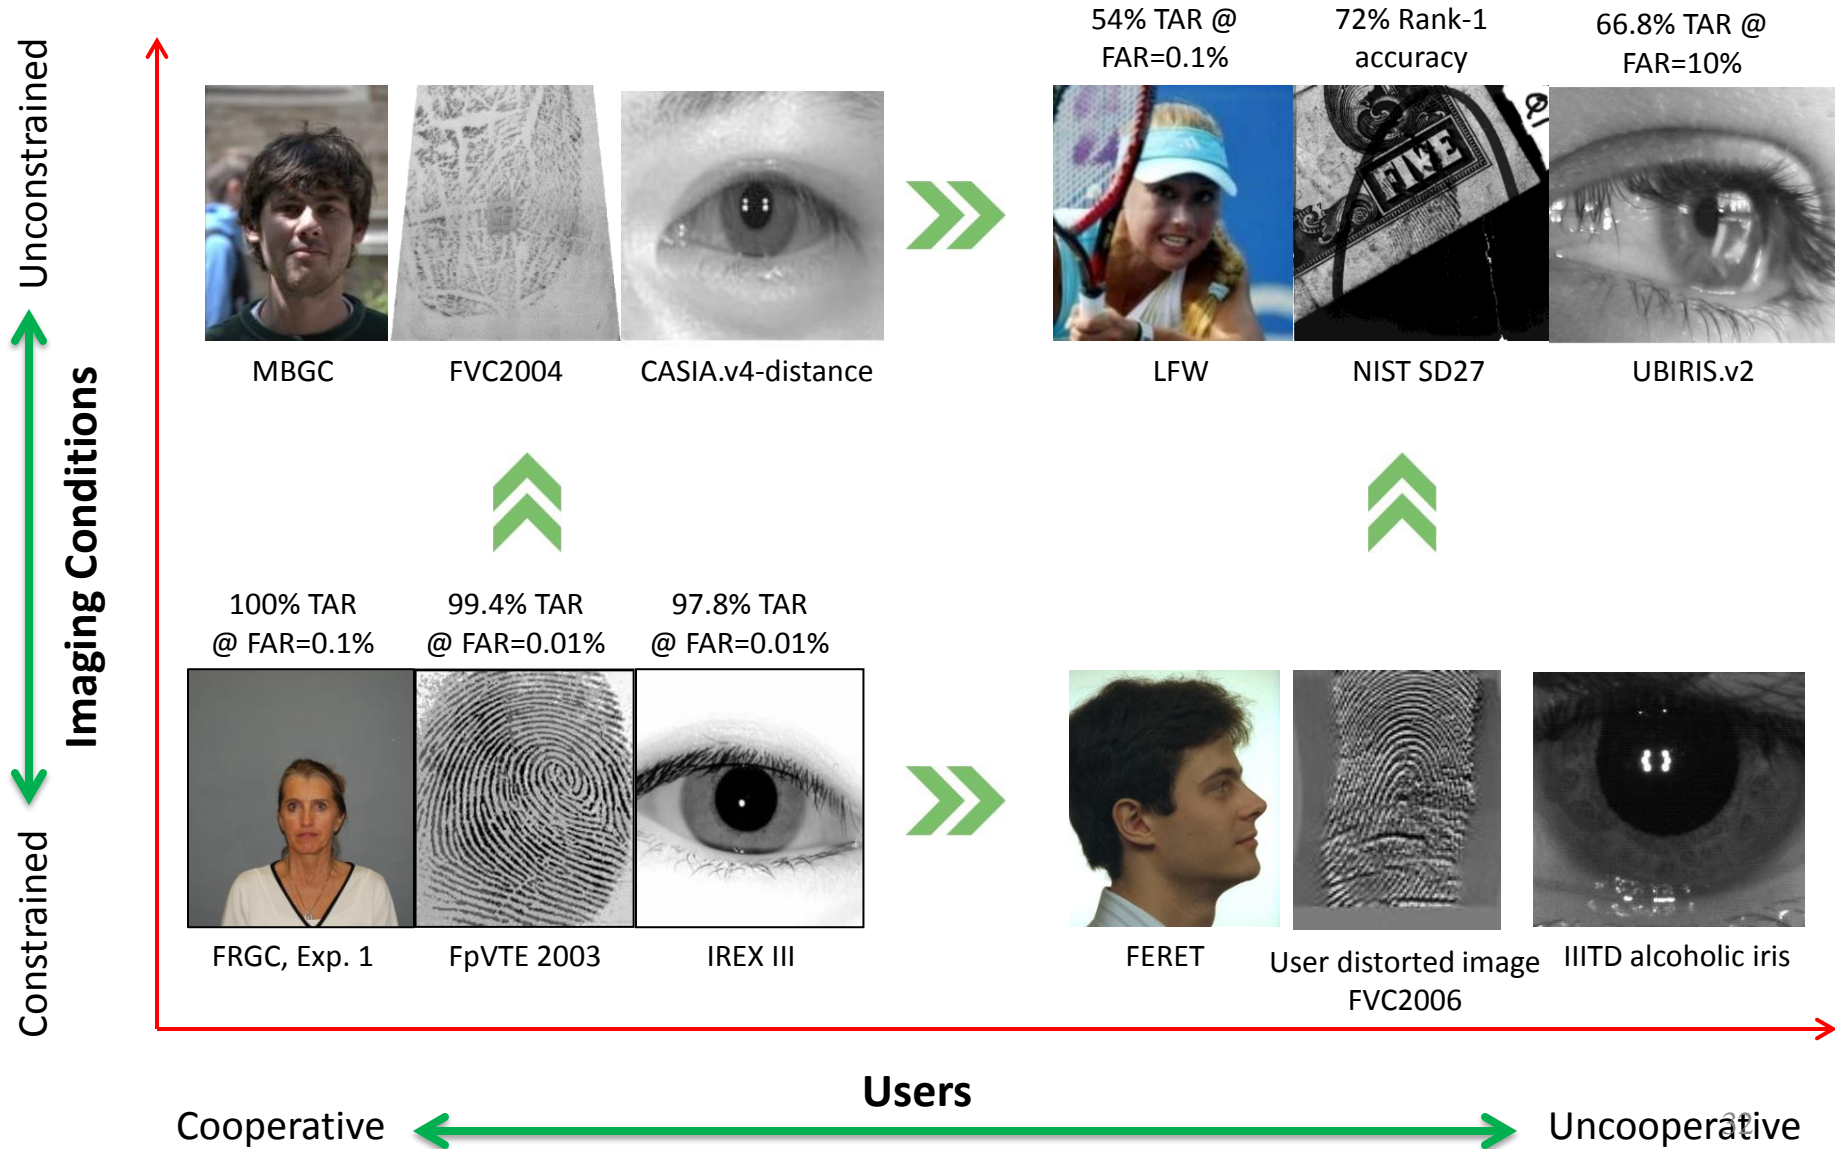 54% TAR @
FAR=0.1%
72% Rank-1
accuracy
66.8% TAR @
FAR=10%
Unconstrained
FIVE
MBGC
FVC2004
CASIA.v4-distance
LFW
NIST SD27
UBIRIS.v2
Imaging Conditions
100% TAR
@ FAR=0.1%
99.4% TAR
@ FAR=0.01%
97.8% TAR
@ FAR=0.01%
Constrained
FRGC, Exp. 1
FpVTE 2003
IREX III
FERET
User distorted image
FVC2006
IIITD alcoholic iris
Users
Cooperative
Uncooperative
32